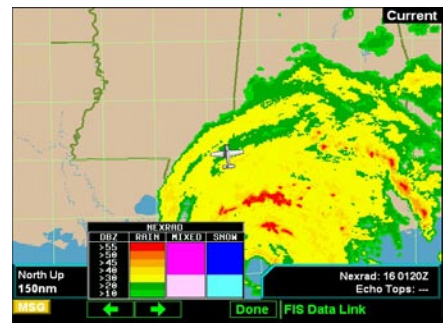 Current
NEXRAD
DBZ RAIN MIXED SNOW
>55
>50
>45
>40
>30
>20
>10
North Up
150nm
Nexrad: 16 0120Z
Echo Tops: ---
MSG
Done
FIS Data Link